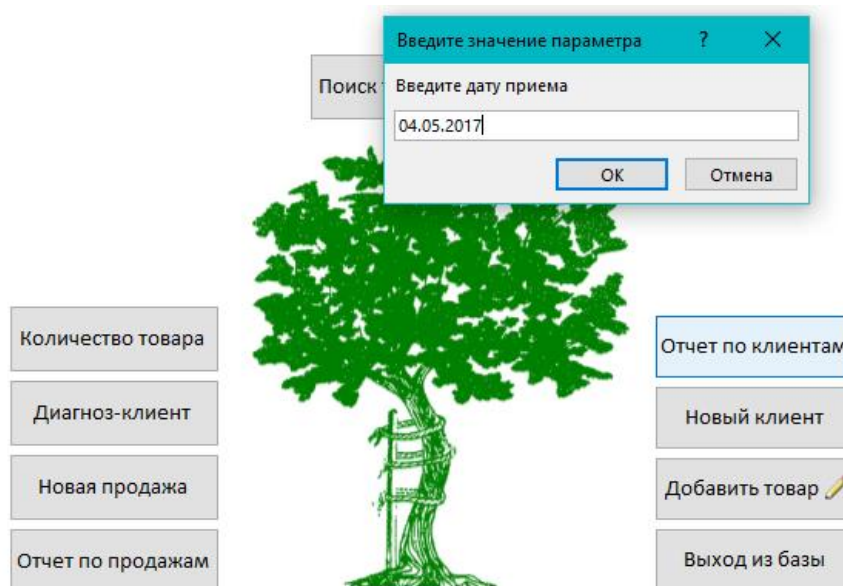 Введите значение параметра ? ×
Поиск
Введите дату приема
04.05.2017
ОК Отмена
Количество товара
Отчет по клиентам
Диагноз-клиент
Новый клиент
Новая продажа
Добавить товар
Отчет по продажам
Выход из базы